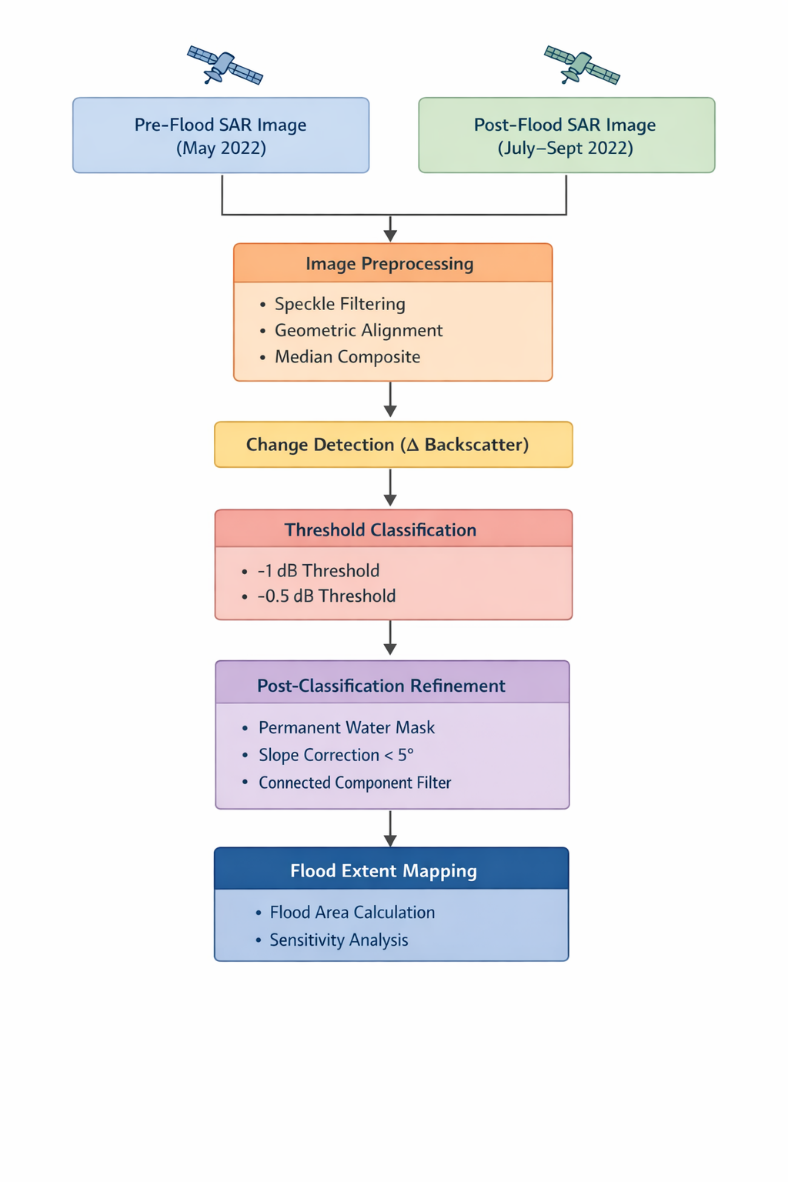 Pre-Flood SAR Image
(May 2022)
Post-Flood SAR Image
(July–Sept 2022)
Image Preprocessing
• Speckle Filtering
• Geometric Alignment
• Median Composite
Change Detection (Δ Backscatter)
Threshold Classification
• -1 dB Threshold
• -0.5 dB Threshold
Post-Classification Refinement
• Permanent Water Mask
• Slope Correction < 5°
• Connected Component Filter
Flood Extent Mapping
• Flood Area Calculation
• Sensitivity Analysis